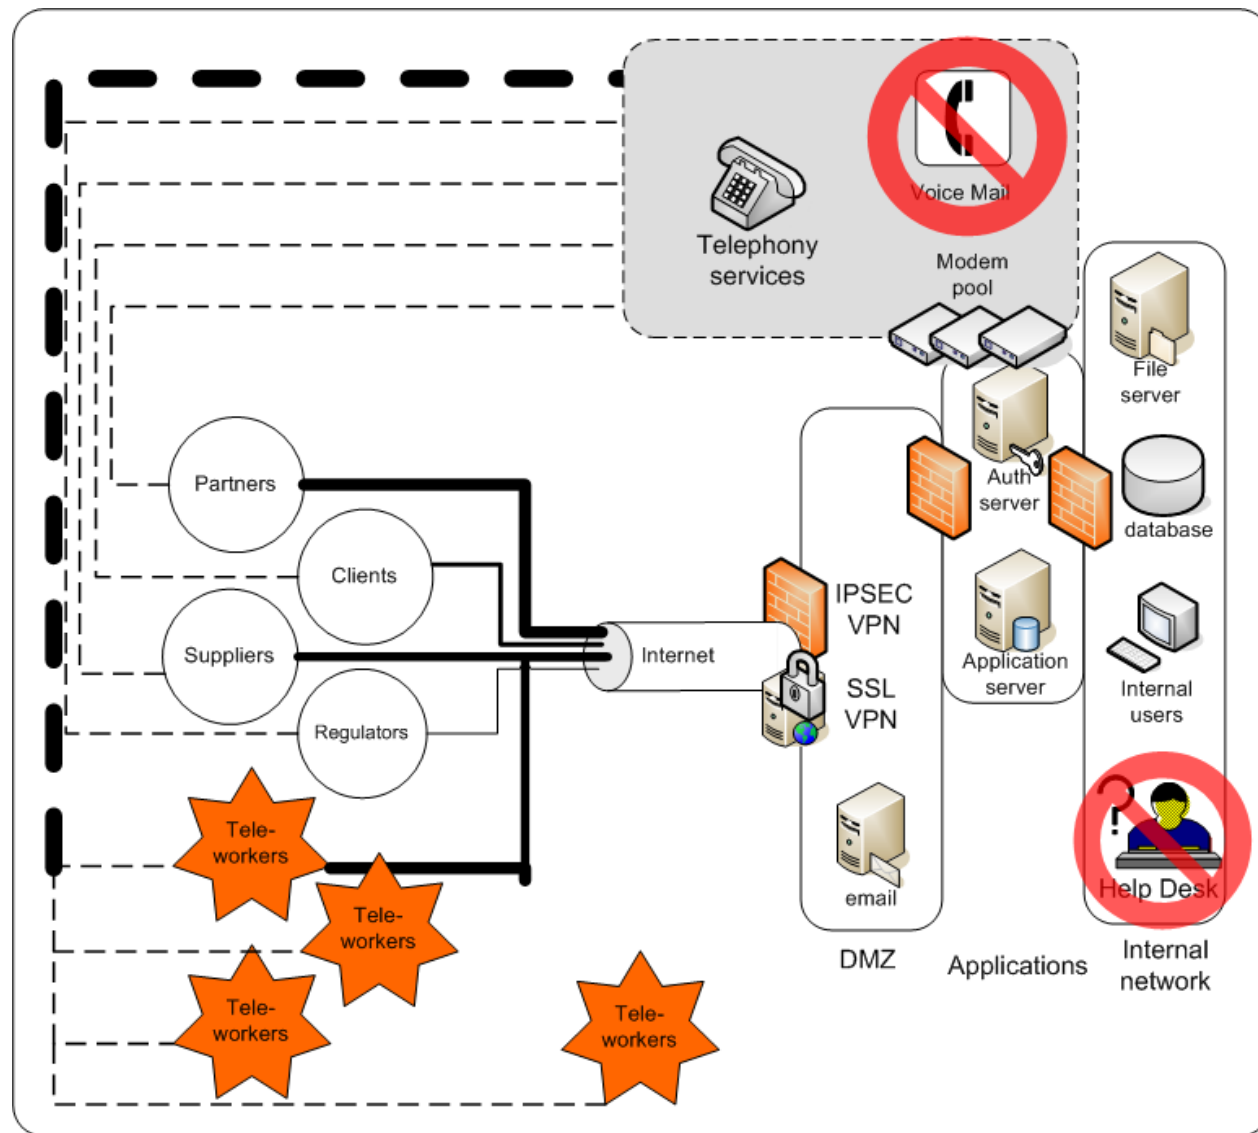 Voice Mail
Telephony
services
Modem
pool
File
server
Auth
server
database
Partners
Clients
Suppliers
Regulators
Internet
IPSEC
VPN
SSL
VPN
Application
server
Internal
users
Tele-
workers
Tele-
workers
Tele-
workers
Tele-
workers
email
?
Help Desk
DMZ
Applications
Internal
network